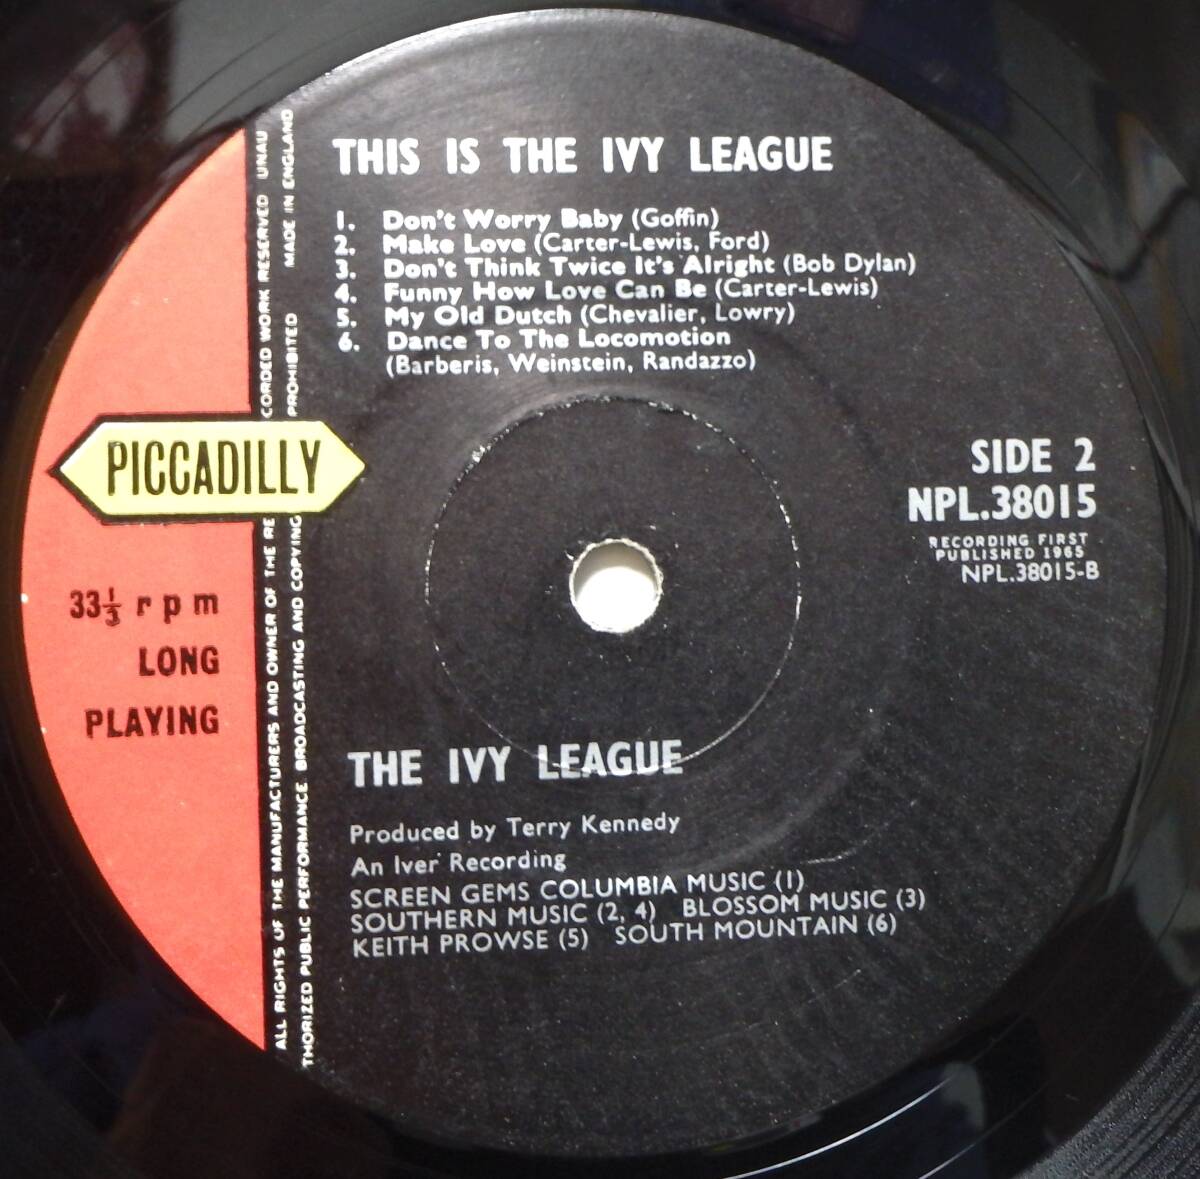 THIS IS THE IVY LEAGUE
1. Don't Worry Baby (Goffin)
2. Make Love (Carter-Lewis, Ford)
3. Don't Think Twice It's Alright (Bob Dylan)
4. Funny How Love Can Be (Carter-Lewis)
5. My Old Dutch (Chevalier, Lowry)
6. Dance To The Locomotion
(Barberis, Weinstein, Randazzo)
PICCADILLY
33⅓ rpm
LONG
PLAYING
SIDE 2
NPL.38015
RECORDING FIRST
PUBLISHED 1965
NPL.38015-B
THE IVY LEAGUE
Produced by Terry Kennedy
An Iver Recording
SCREEN GEMS COLUMBIA MUSIC (1)
SOUTHERN MUSIC (2, 4) BLOSSOM MUSIC (3)
KEITH PROWSE (5) SOUTH MOUNTAIN (6)
ALL RIGHTS OF THE MANUFACTURERS AND OWNER OF THE RE CORDED WORK RESERVED UNAU
THORIZED PUBLIC PERFORMANCE BROADCASTING AND COPYING PROHIBITED MADE IN ENGLAND